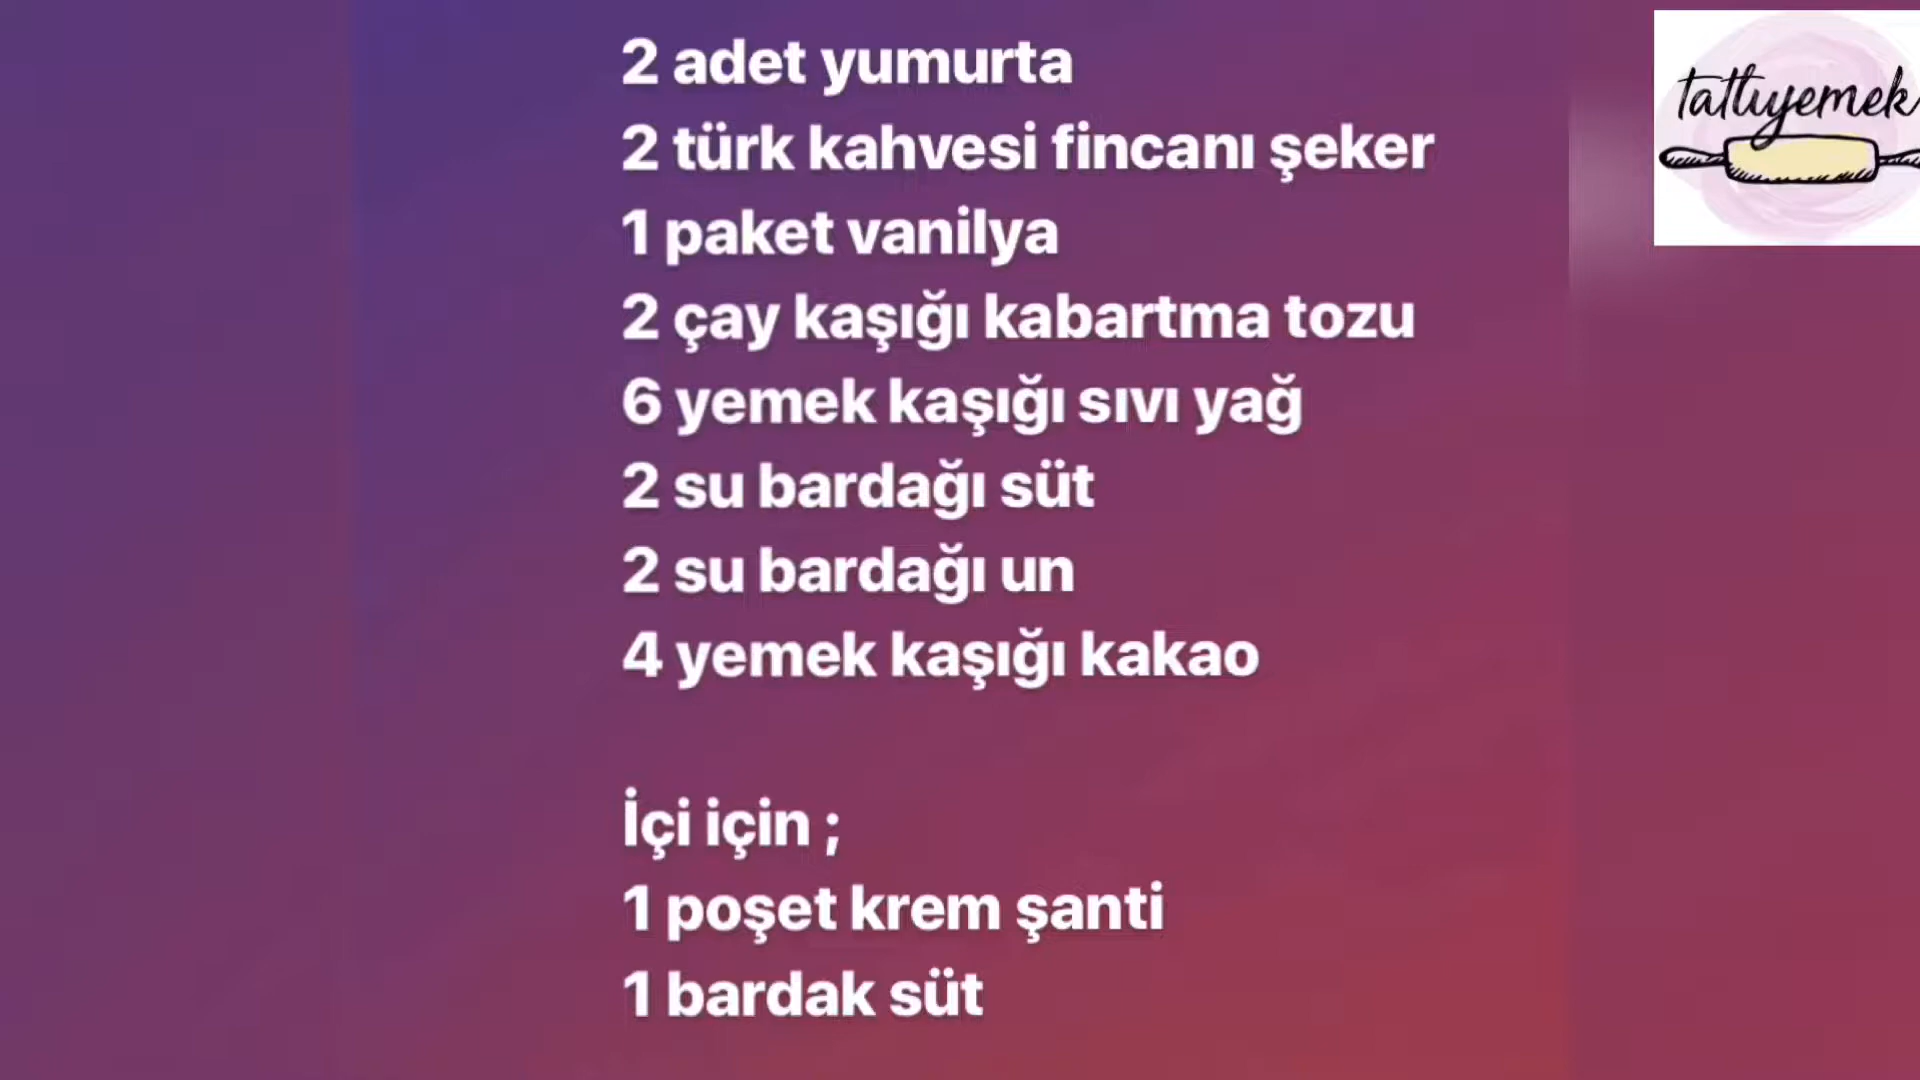 2 adet yumurta
2 türk kahvesi fincanı şeker
1 paket vanilya
2 çay kaşığı kabartma tozu
6 yemek kaşığı sıvı yağ
2 su bardağı süt
2 su bardağı un
4 yemek kaşığı kakao
İçi için ;
1 poşet krem şanti
1 bardak süt
tatlıyemek